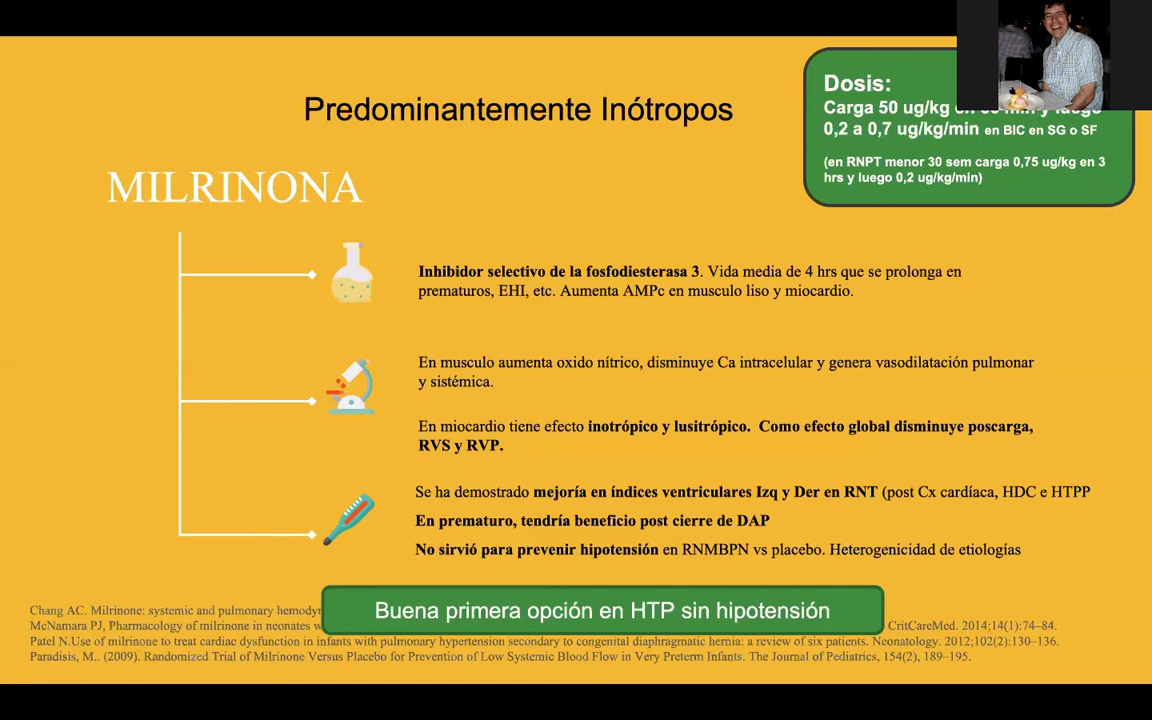 Predominantemente Inótropos
Dosis:
Carga 50 ug/kg
0,2 a 0,7 ug/kg/min en BIC en SG o SF
(en RNPT menor 30 sem carga 0,75 ug/kg en 3
hrs y luego 0,2 ug/kg/min)
MILRINONA
Inhibidor selectivo de la fosfodiesterasa 3. Vida media de 4 hrs que se prolonga en
prematuros, EHI, etc. Aumenta AMPc en musculo liso y miocardio.
En musculo aumenta oxido nítrico, disminuye Ca intracelular y genera vasodilatación pulmonar
y sistémica.
En miocardio tiene efecto inotrópico y lusitrópico. Como efecto global disminuye poscarga,
RVS y RVP.
Se ha demostrado mejoría en índices ventriculares Izq y Der en RNT (post Cx cardíaca, HDC e HTPP
En prematuro, tendría beneficio post cierre de DAP
No sirvió para prevenir hipotensión en RNMBPN vs placebo. Heterogenicidad de etiologías
Buena primera opción en HTP sin hipotensión
Chang AC. Milrinone: systemic and pulmonary hemodyn
McNamara PJ, Pharmacology of milrinone in neonates w CritCareMed. 2014;14(1):74–84.
Patel N.Use of milrinone to treat cardiac dysfunction in infants with pulmonary hypertension secondary to congenital diaphragmatic hernia: a review of six patients. Neonatology. 2012;102(2):130–136.
Paradisis, M.. (2009). Randomized Trial of Milrinone Versus Placebo for Prevention of Low Systemic Blood Flow in Very Preterm Infants. The Journal of Pediatrics, 154(2), 189–195.